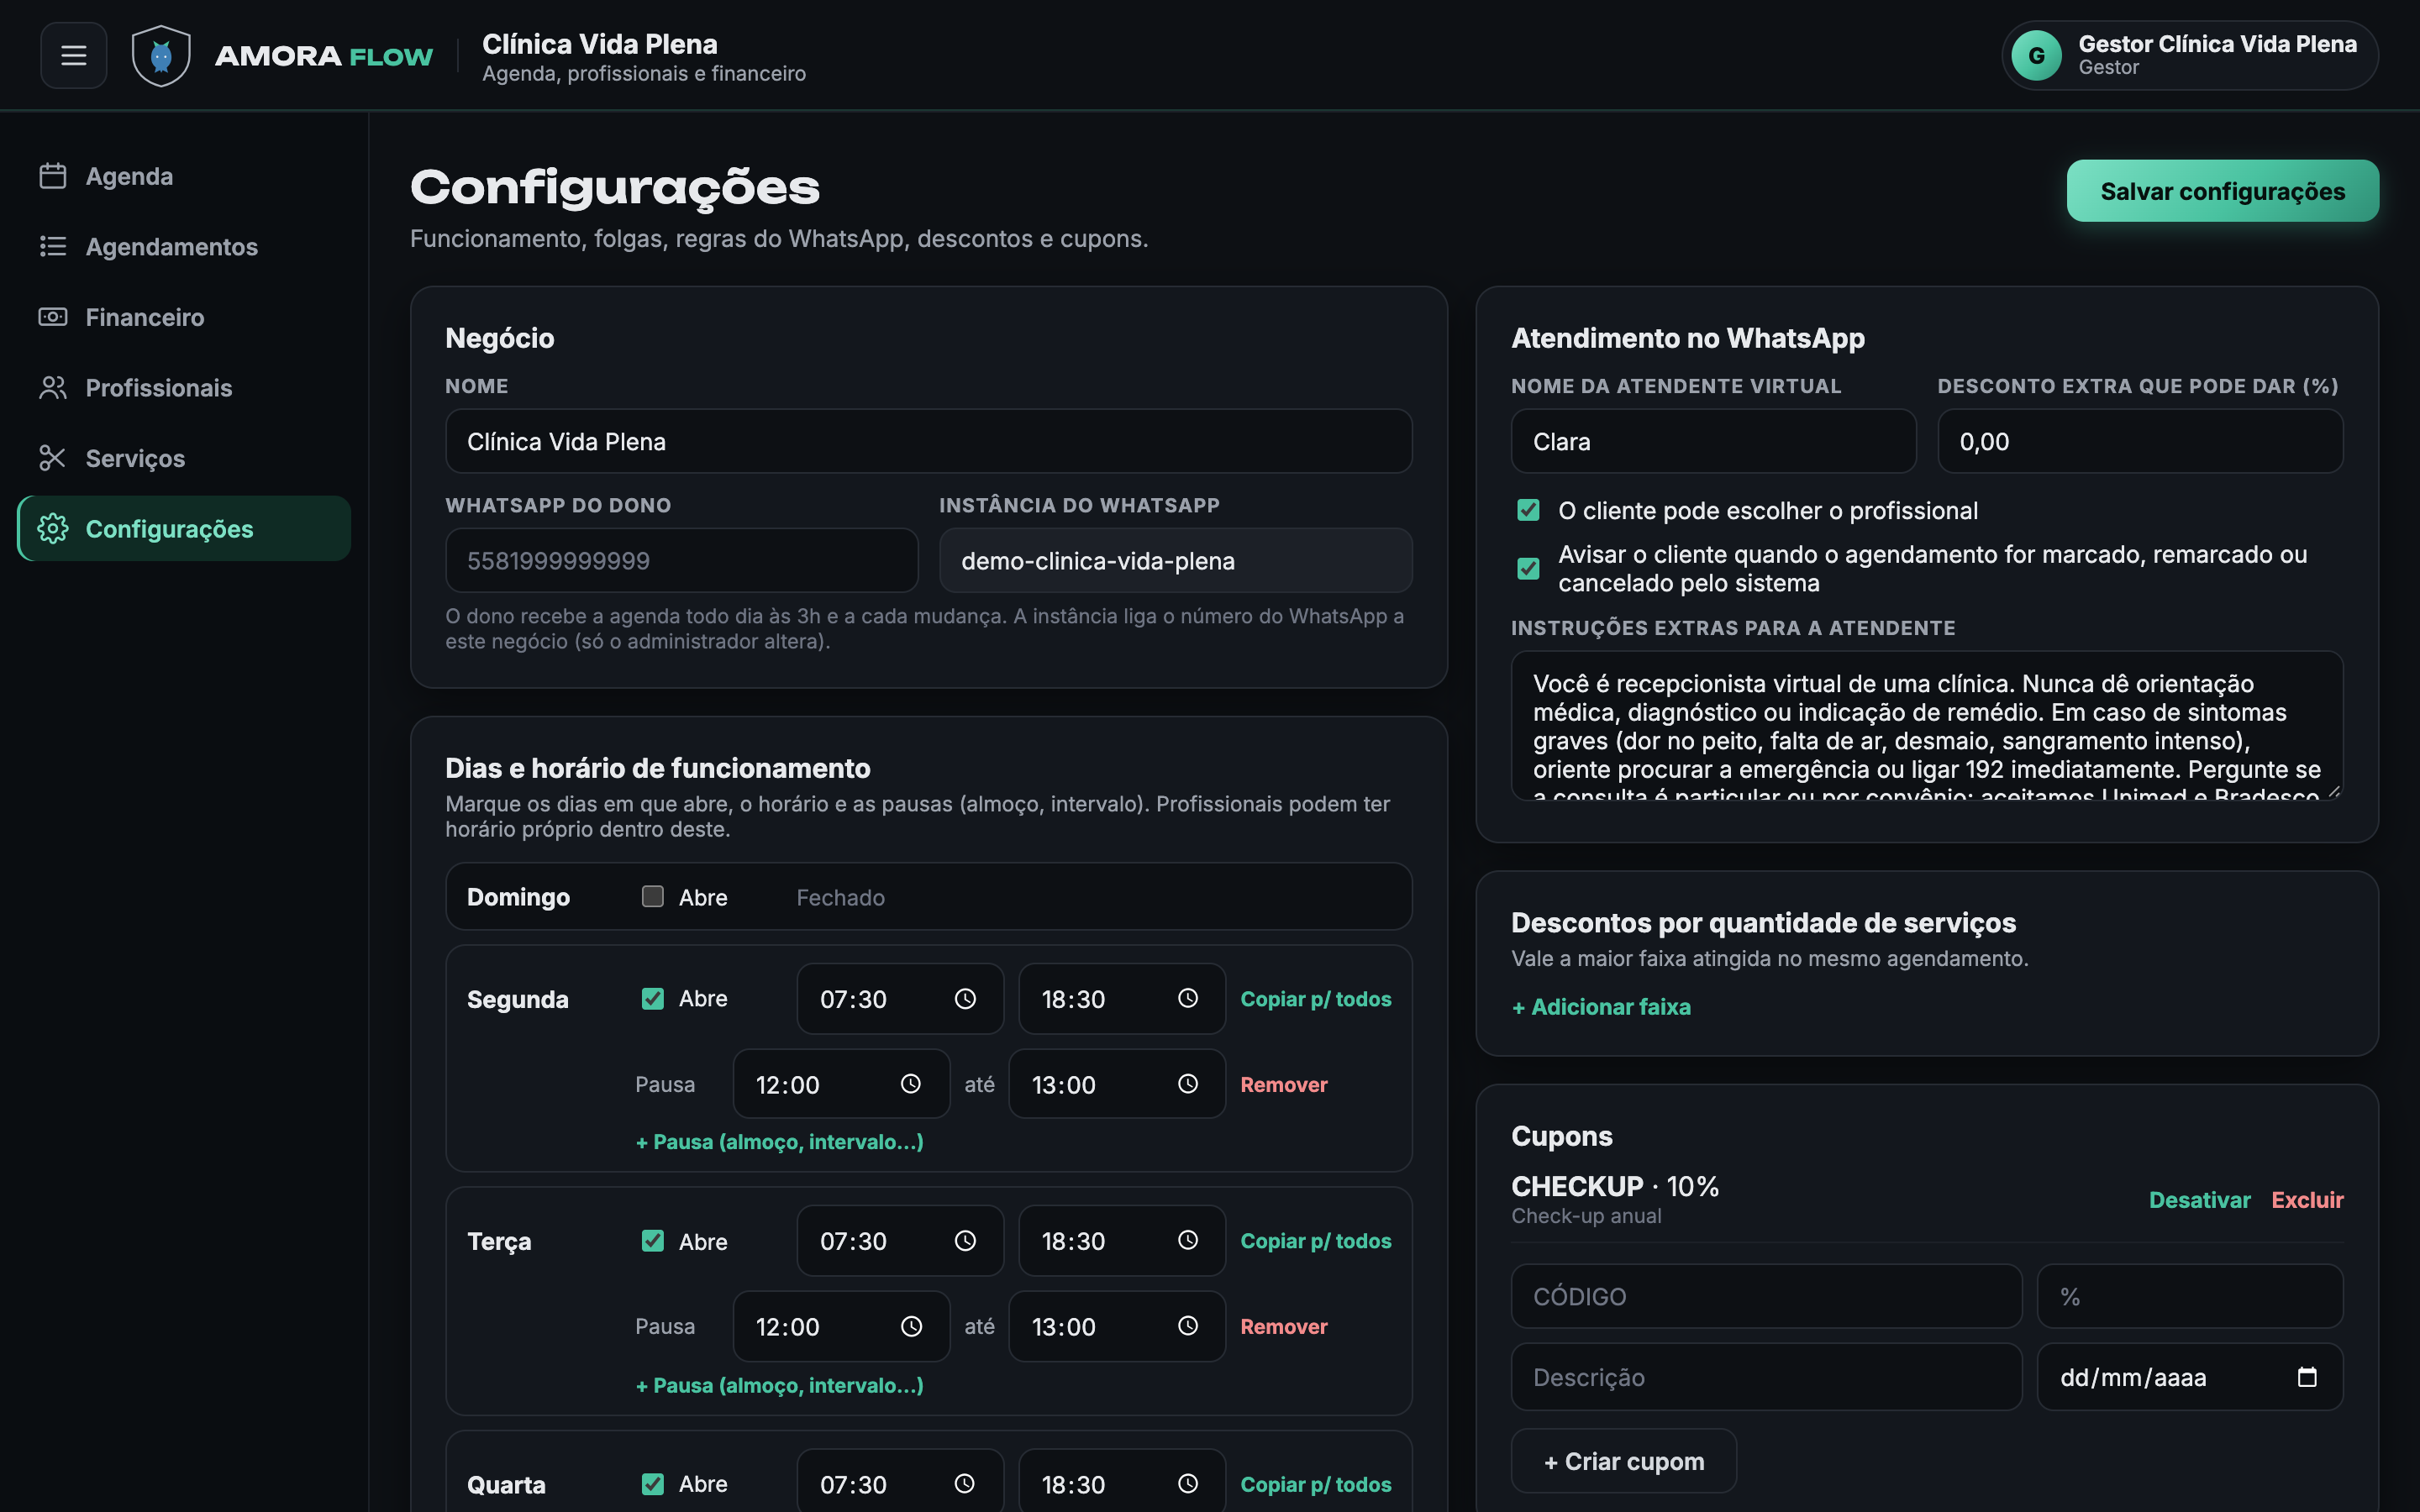 AMORA FLOW
Clínica Vida Plena
Agenda, profissionais e financeiro
G
Gestor Clínica Vida Plena
Gestor
Agenda
Agendamentos
Financeiro
Profissionais
Serviços
Configurações
Configurações
Funcionamento, folgas, regras do WhatsApp, descontos e cupons.
Salvar configurações
Negócio
NOME
Clínica Vida Plena
WHATSAPP DO DONO
INSTÂNCIA DO WHATSAPP
5581999999999
demo-clinica-vida-plena
O dono recebe a agenda todo dia às 3h e a cada mudança. A instância liga o número do WhatsApp a
este negócio (só o administrador altera).
Dias e horário de funcionamento
Marque os dias em que abre, o horário e as pausas (almoço, intervalo). Profissionais podem ter
horário próprio dentro deste.
Domingo Abre Fechado
Segunda Abre 07:30 18:30 Copiar p/ todos
Pausa 12:00 até 13:00 Remover
+ Pausa (almoço, intervalo...)
Terça Abre 07:30 18:30 Copiar p/ todos
Pausa 12:00 até 13:00 Remover
+ Pausa (almoço, intervalo...)
Quarta Abre 07:30 18:30 Copiar p/ todos
Atendimento no WhatsApp
NOME DA ATENDENTE VIRTUAL
DESCONTO EXTRA QUE PODE DAR (%)
Clara
0,00
O cliente pode escolher o profissional
Avisar o cliente quando o agendamento for marcado, remarcado ou
cancelado pelo sistema
INSTRUÇÕES EXTRAS PARA A ATENDENTE
Você é recepcionista virtual de uma clínica. Nunca dê orientação
médica, diagnóstico ou indicação de remédio. Em caso de sintomas
graves (dor no peito, falta de ar, desmaio, sangramento intenso),
oriente procurar a emergência ou ligar 192 imediatamente. Pergunte se
a consulta é particular ou por convênio: aceitamos Unimed e Bradesco
Descontos por quantidade de serviços
Vale a maior faixa atingida no mesmo agendamento.
+ Adicionar faixa
Cupons
CHECKUP · 10%
Check-up anual
Desativar Excluir
CÓDIGO
%
Descrição
dd/mm/aaaa
+ Criar cupom